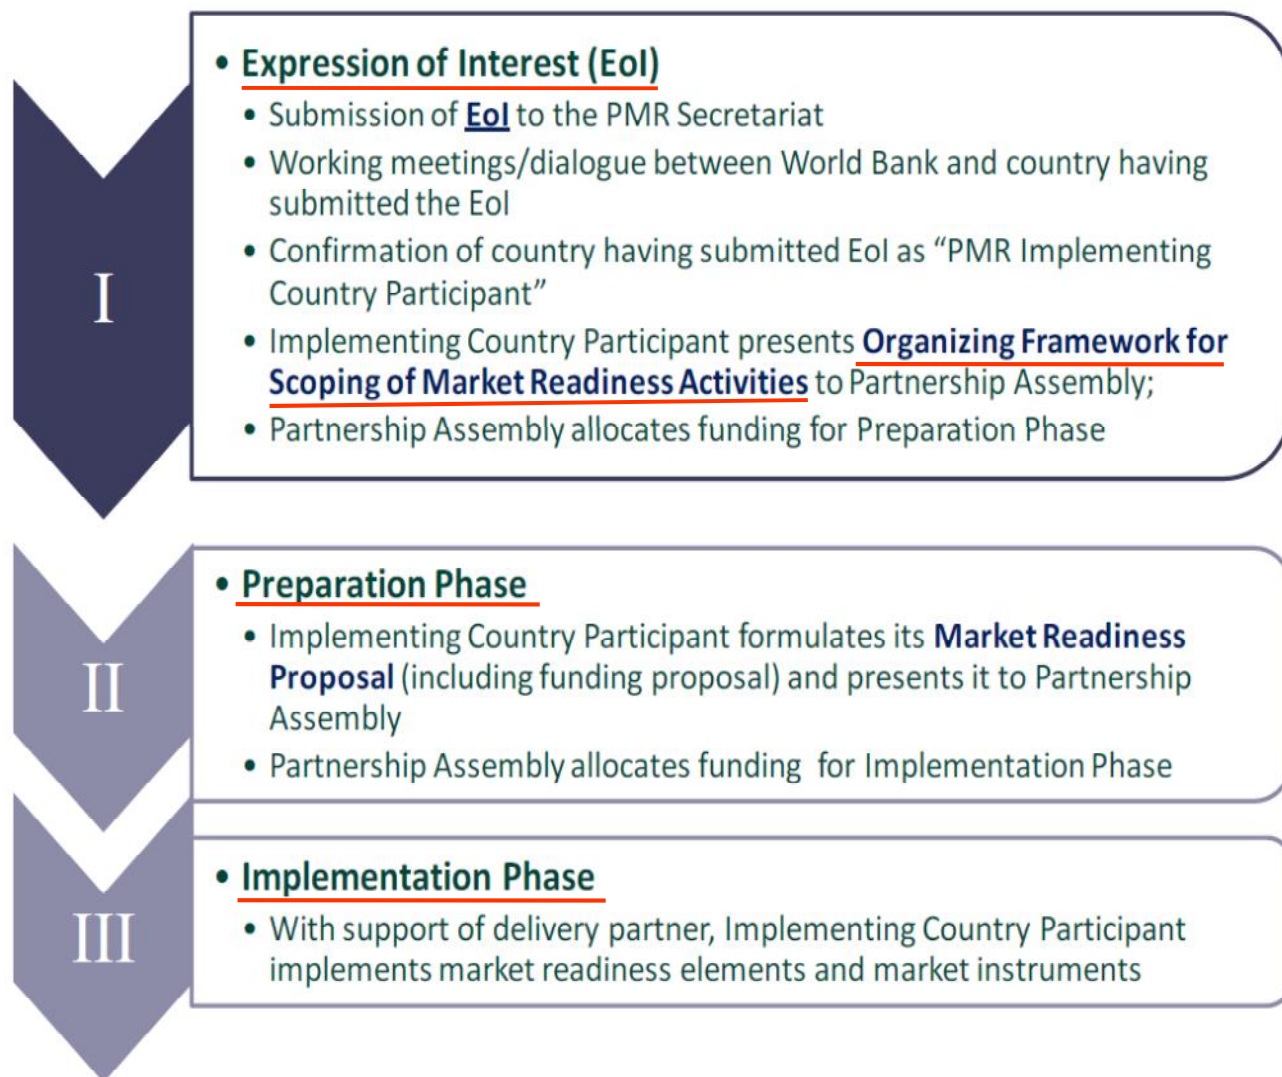 I
• Expression of Interest (EoI)
• Submission of EoI to the PMR Secretariat
• Working meetings/dialogue between World Bank and country having
submitted the EoI
• Confirmation of country having submitted EoI as “PMR Implementing
Country Participant”
• Implementing Country Participant presents Organizing Framework for
Scoping of Market Readiness Activities to Partnership Assembly;
• Partnership Assembly allocates funding for Preparation Phase
II
• Preparation Phase
• Implementing Country Participant formulates its Market Readiness
Proposal (including funding proposal) and presents it to Partnership
Assembly
• Partnership Assembly allocates funding for Implementation Phase
III
• Implementation Phase
• With support of delivery partner, Implementing Country Participant
implements market readiness elements and market instruments